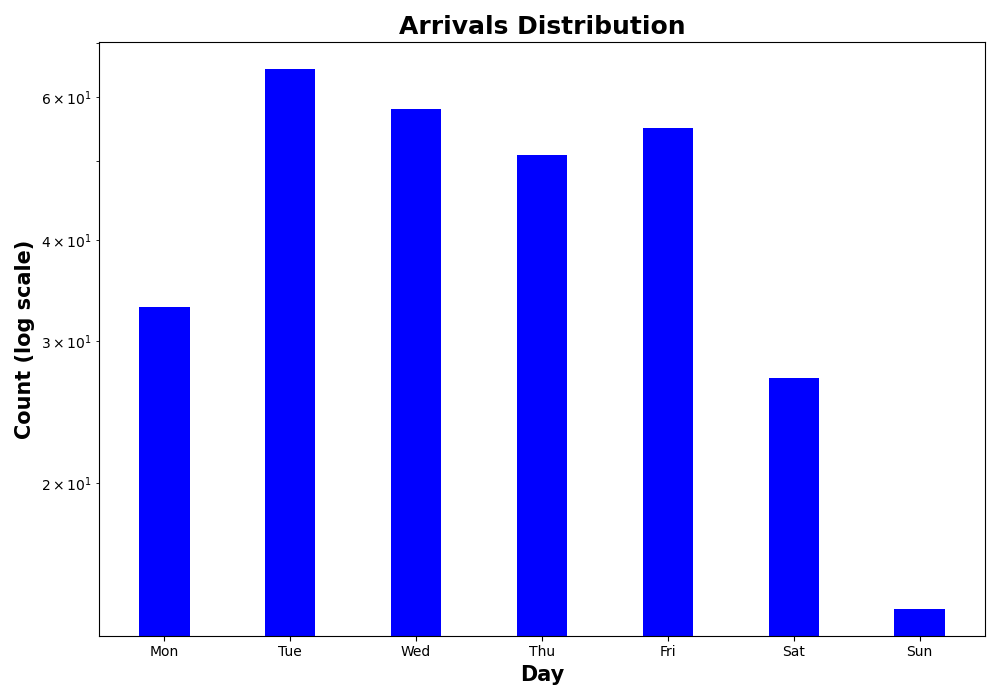 Arrivals Distribution
Count (log scale)
6 × 10¹
4 × 10¹
3 × 10¹
2 × 10¹
Mon Tue Wed Thu Fri Sat Sun
Day